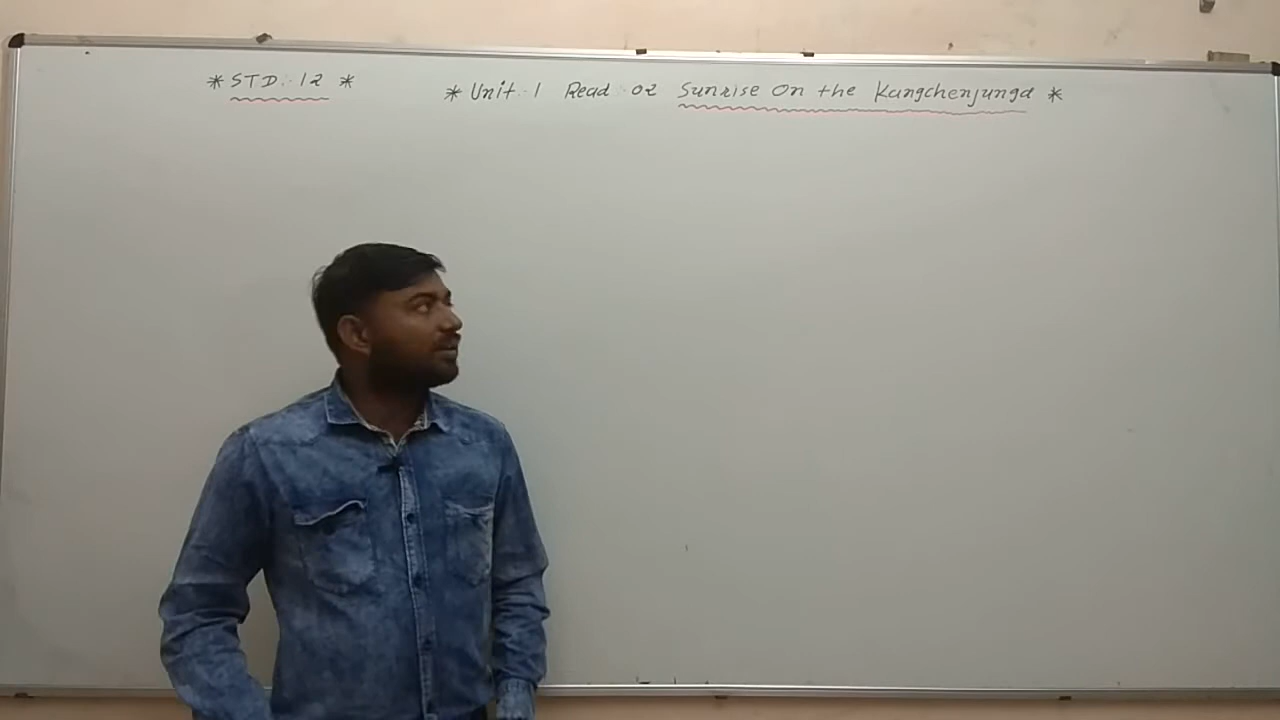 * STD : 12 *
* Unit : 1 Read : 02 Sunrise On the Kangchenjunga *